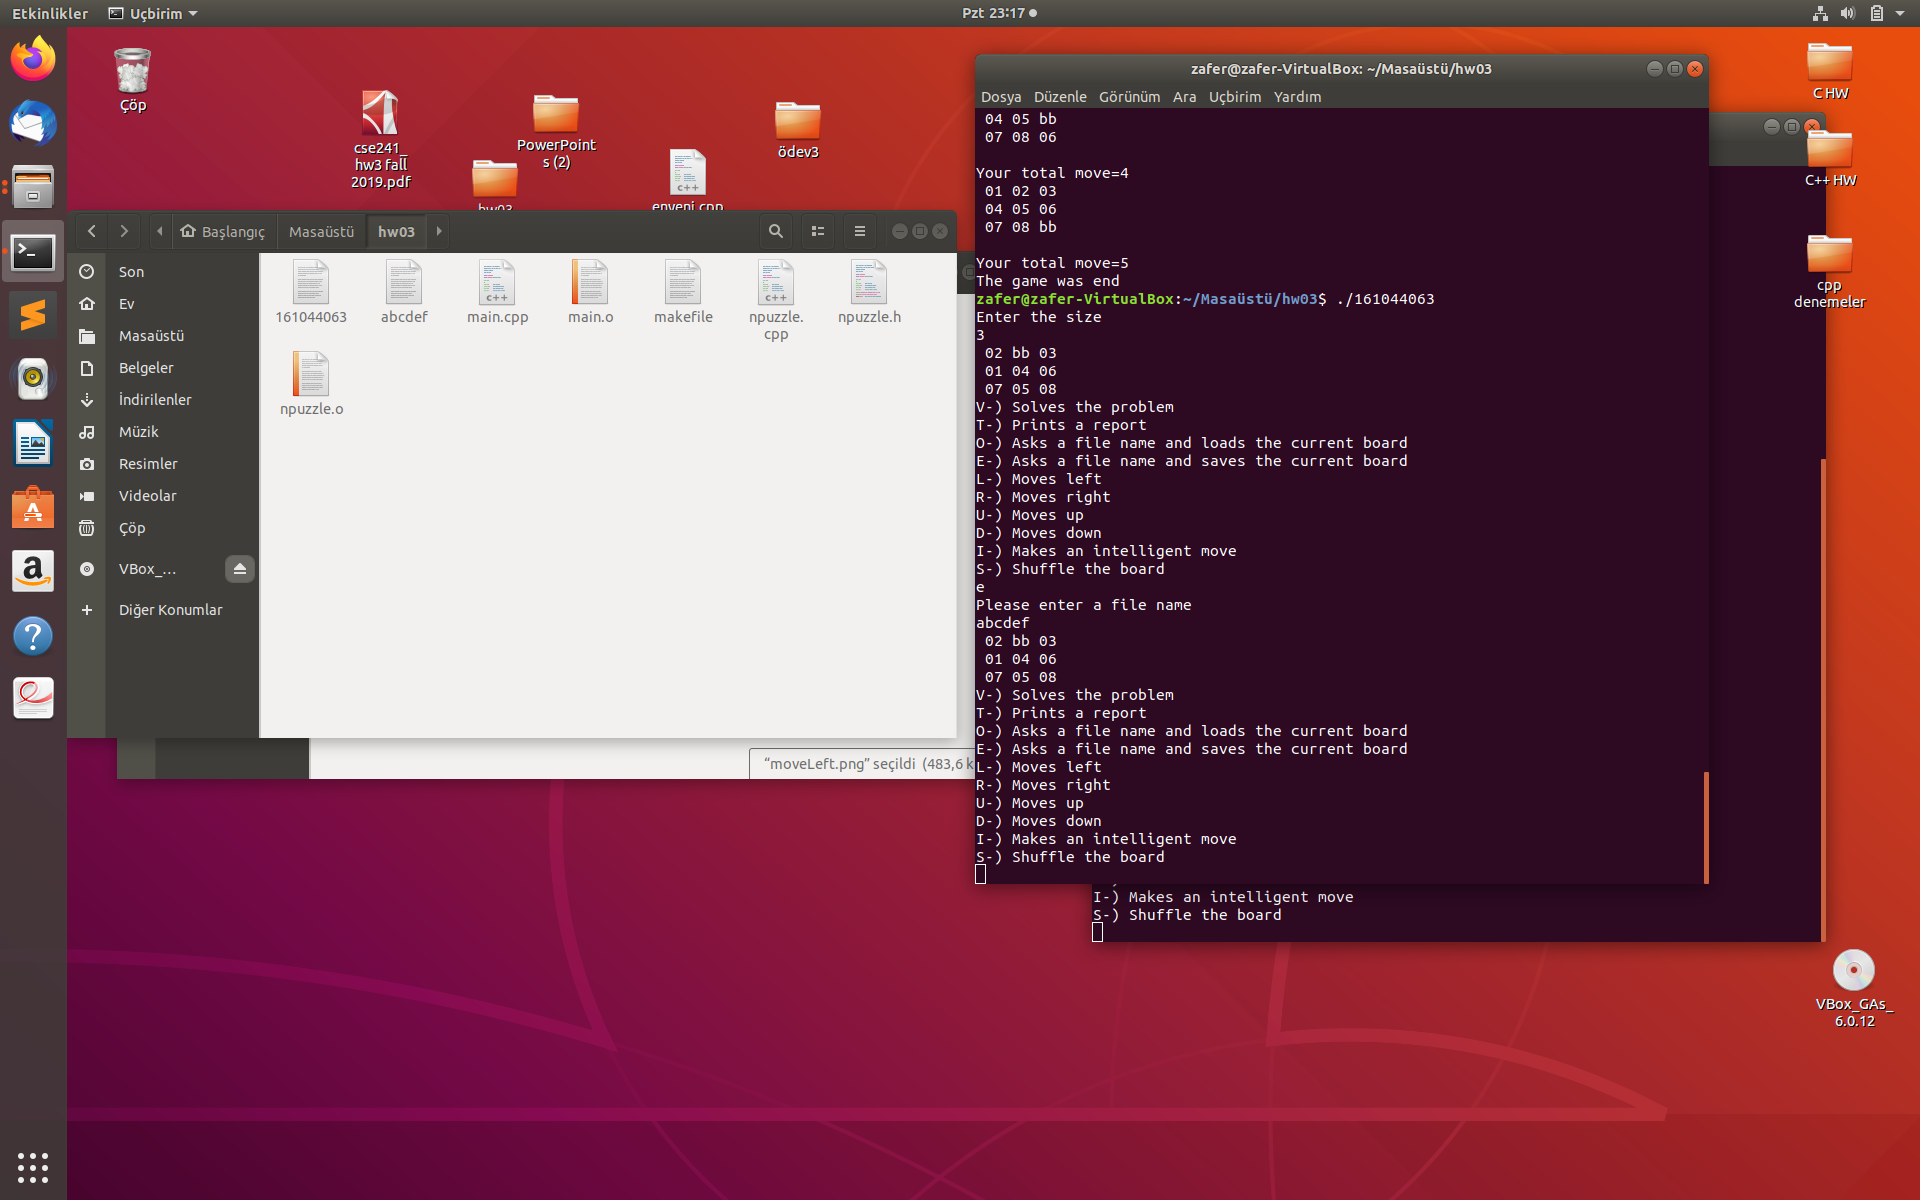 Etkinlikler
Uçbirim
Pzt 23:17
Çöp
cse241_
hw3 fall
2019.pdf
PowerPoint
s (2)
hw03
enyeni.cpp
ödev3
C HW
C++ HW
cpp
denemeler
VBox_GAs_
6.0.12
Başlangıç
Masaüstü
hw03
Son
Ev
Masaüstü
Belgeler
İndirilenler
Müzik
Resimler
Videolar
Çöp
VBox_...
Diğer Konumlar
161044063
abcdef
main.cpp
main.o
makefile
npuzzle.
cpp
npuzzle.h
npuzzle.o
“moveLeft.png” seçildi (483,6 k
zafer@zafer-VirtualBox: ~/Masaüstü/hw03
Dosya Düzenle Görünüm Ara Uçbirim Yardım
04 05 bb
07 08 06
Your total move=4
01 02 03
04 05 06
07 08 bb
Your total move=5
The game was end
zafer@zafer-VirtualBox:~/Masaüstü/hw03$ ./161044063
Enter the size
3
02 bb 03
01 04 06
07 05 08
V-) Solves the problem
T-) Prints a report
O-) Asks a file name and loads the current board
E-) Asks a file name and saves the current board
L-) Moves left
R-) Moves right
U-) Moves up
D-) Moves down
I-) Makes an intelligent move
S-) Shuffle the board
e
Please enter a file name
abcdef
02 bb 03
01 04 06
07 05 08
V-) Solves the problem
T-) Prints a report
O-) Asks a file name and loads the current board
E-) Asks a file name and saves the current board
L-) Moves left
R-) Moves right
U-) Moves up
D-) Moves down
I-) Makes an intelligent move
S-) Shuffle the board
I-) Makes an intelligent move
S-) Shuffle the board